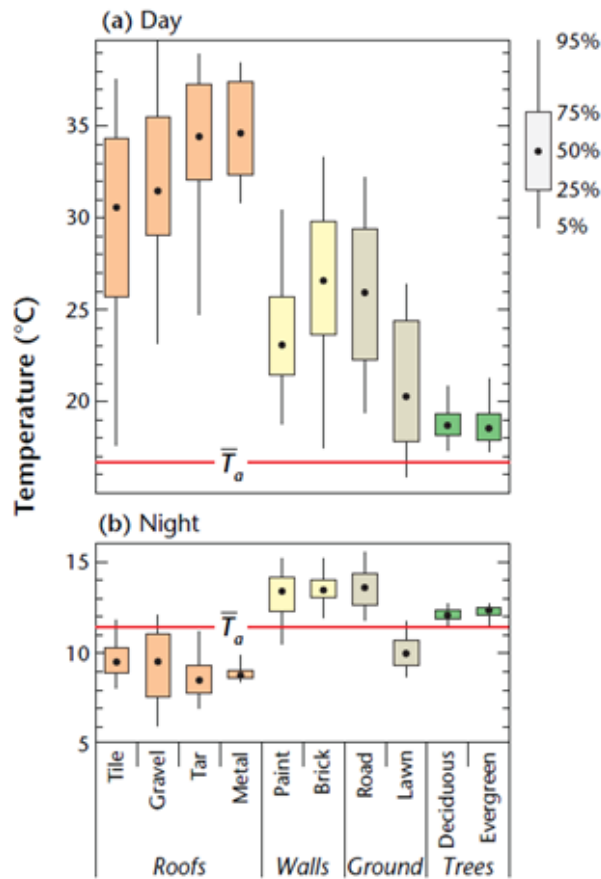 (a) Day
95%
75%
50%
25%
5%
35
30
25
20
Temperature (°C)
T̅a
(b) Night
15
10
5
T̅a
Tile
Gravel
Tar
Metal
Paint
Brick
Road
Lawn
Deciduous
Evergreen
Roofs
Walls
Ground
Trees